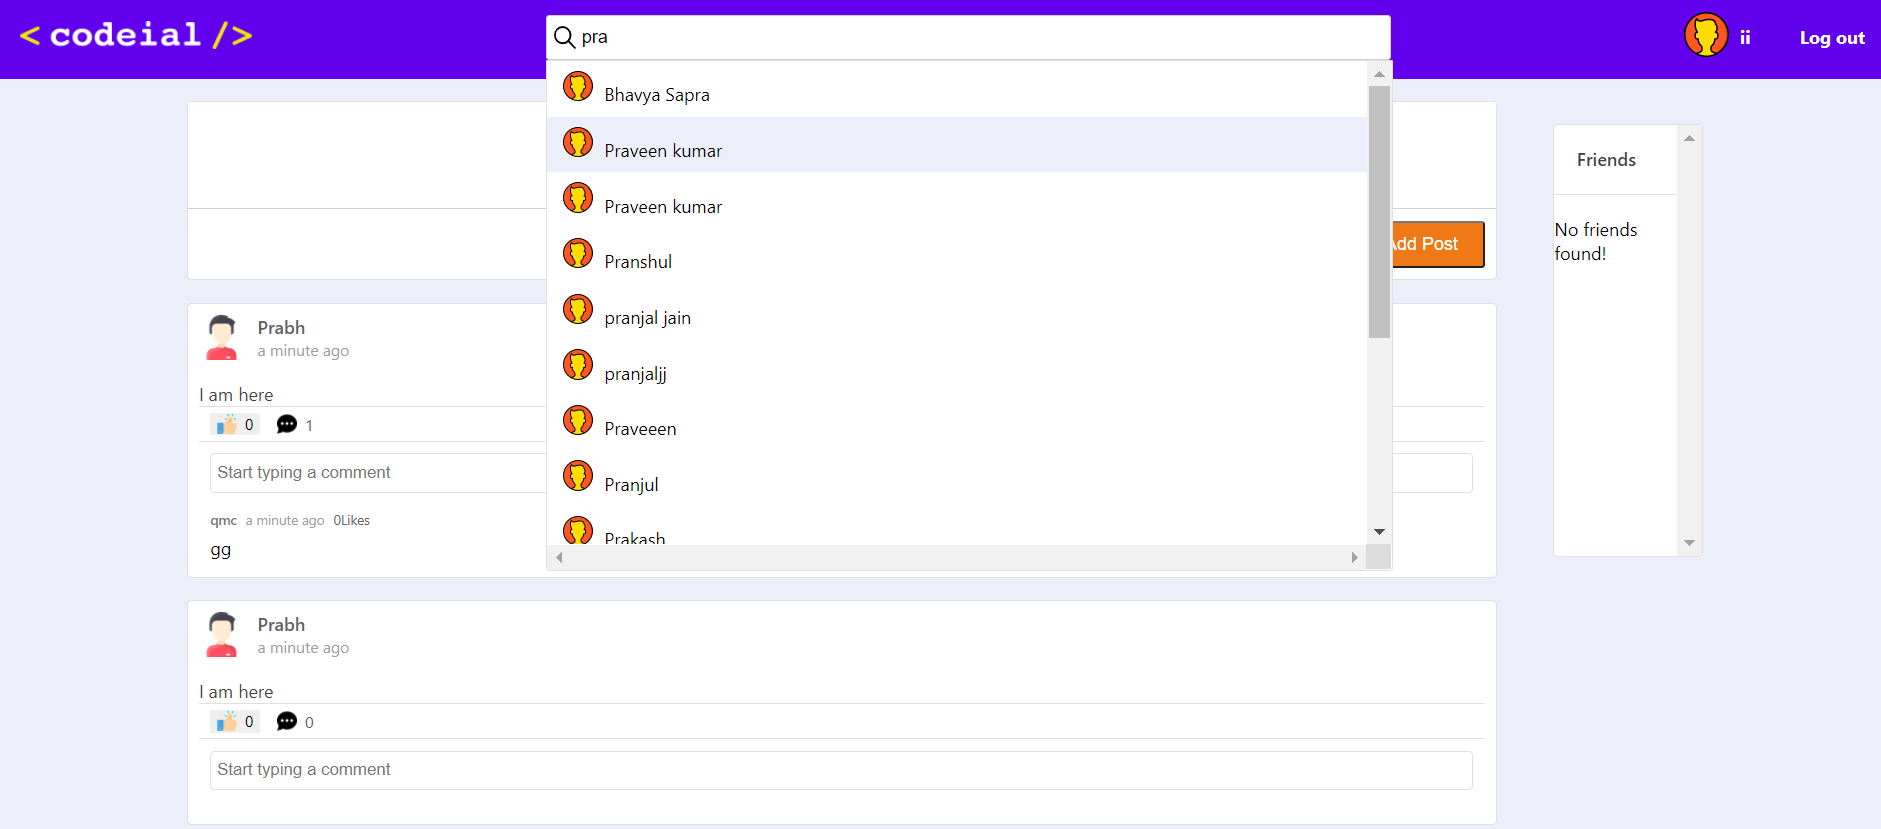 < codeial />
pra
ii
Log out
Bhavya Sapra
Praveen kumar
Praveen kumar
Pranshul
pranjal jain
pranjaljj
Praveeen
Pranjul
Prakash
Add Post
Friends
No friends
found!
Prabh
a minute ago
I am here
0 1
Start typing a comment
qmc a minute ago 0Likes
gg
Prabh
a minute ago
I am here
0 0
Start typing a comment